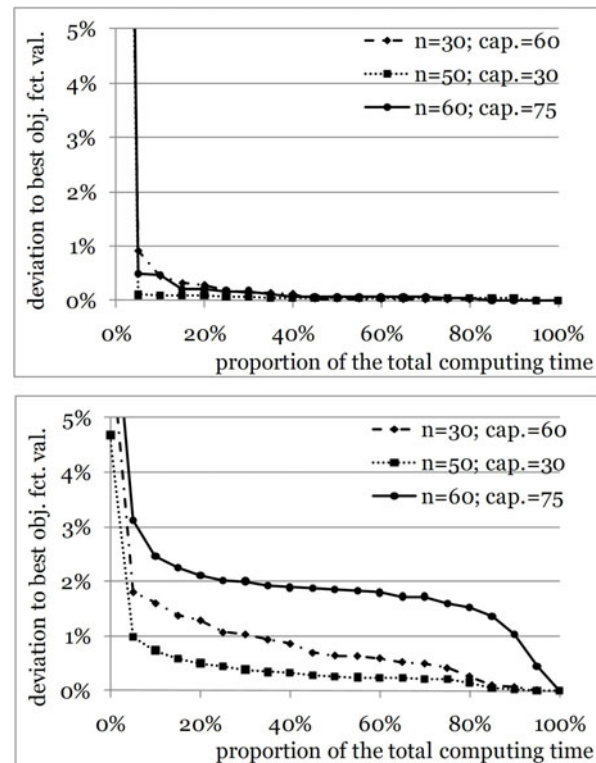 deviation to best obj. fct. val.
5%
4%
3%
2%
1%
0%
n=30; cap.=60
n=50; cap.=30
n=60; cap.=75
0% 20% 40% 60% 80% 100%
proportion of the total computing time
deviation to best obj. fct. val.
5%
4%
3%
2%
1%
0%
n=30; cap.=60
n=50; cap.=30
n=60; cap.=75
0% 20% 40% 60% 80% 100%
proportion of the total computing time